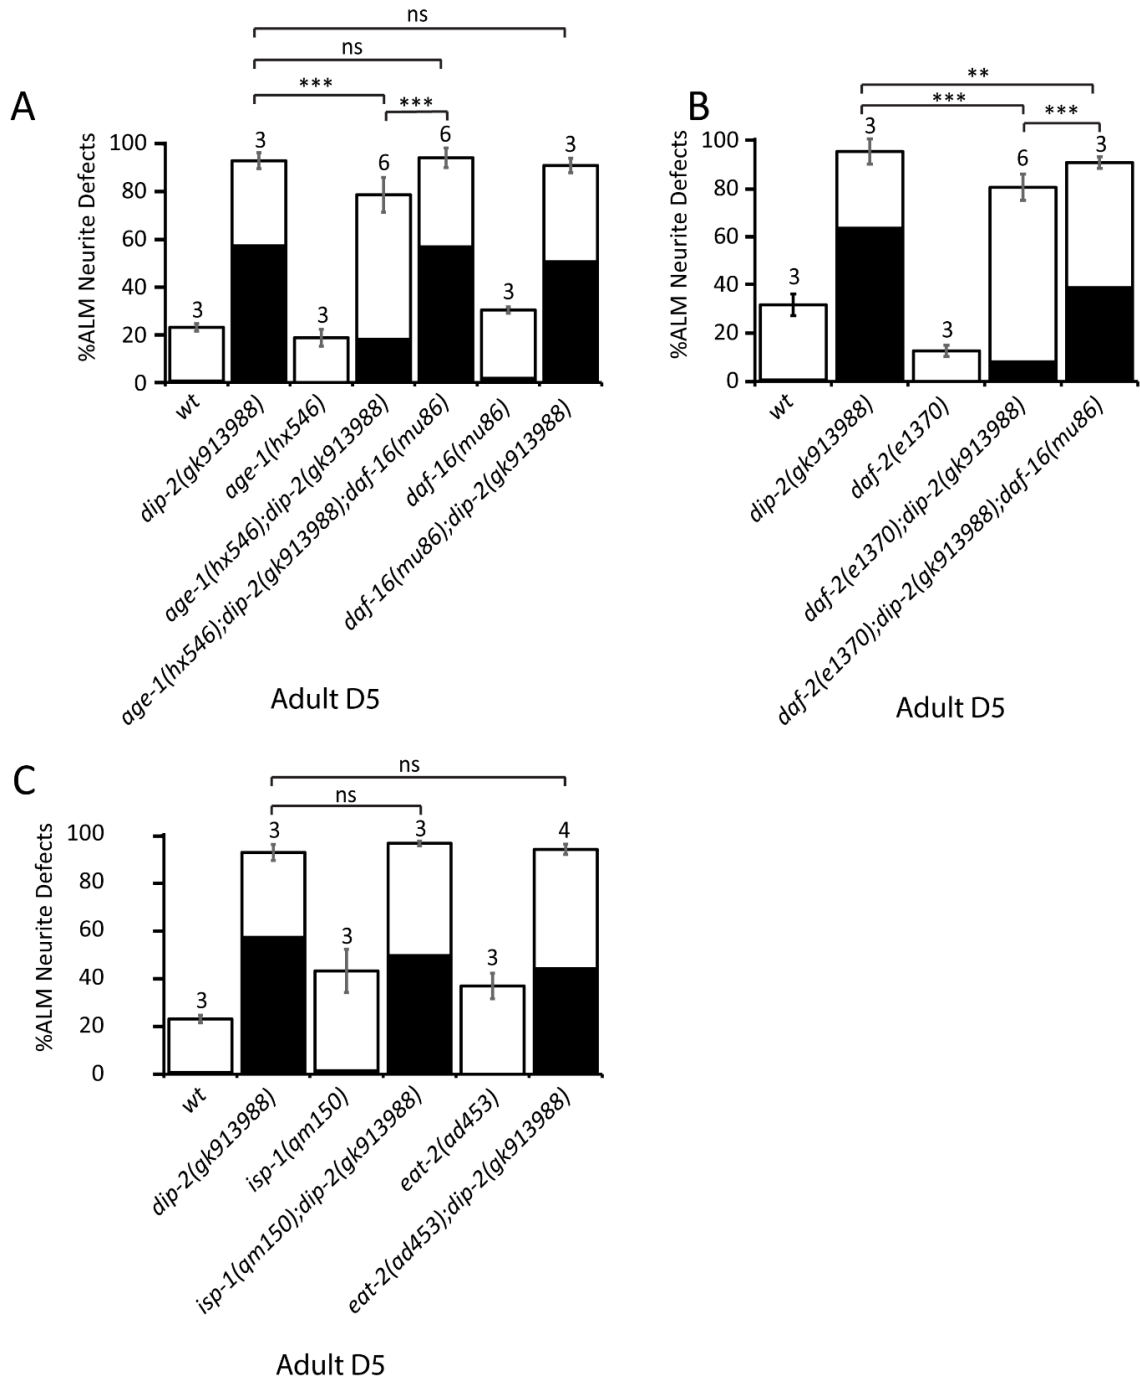 ns
ns
***
***
A
%ALM Neurite Defects
100
80
60
40
20
0
3
3
3
6
6
3
3
wt
dip-2(gk913988)
age-1(hx546)
age-1(hx546);dip-2(gk913988)
age-1(hx546);dip-2(gk913988);daf-16(mu86)
daf-16(mu86)
daf-16(mu86);dip-2(gk913988)
Adult D5
**
***
***
B
%ALM Neurite Defects
100
80
60
40
20
0
3
3
3
6
3
wt
dip-2(gk913988)
daf-2(e1370)
daf-2(e1370);dip-2(gk913988)
daf-2(e1370);dip-2(gk913988);daf-16(mu86)
Adult D5
ns
ns
C
%ALM Neurite Defects
100
80
60
40
20
0
3
3
3
3
3
4
wt
dip-2(gk913988)
isp-1(qm150)
isp-1(qm150);dip-2(gk913988)
eat-2(ad453)
eat-2(ad453);dip-2(gk913988)
Adult D5